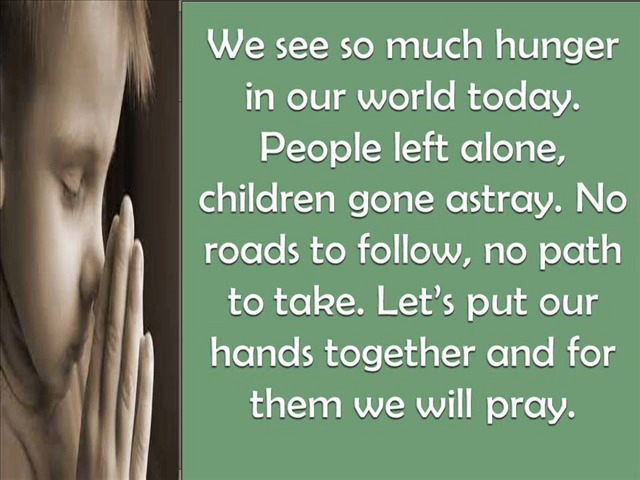 We see so much hunger
in our world today.
People left alone,
children gone astray. No
roads to follow, no path
to take. Let’s put our
hands together and for
them we will pray.